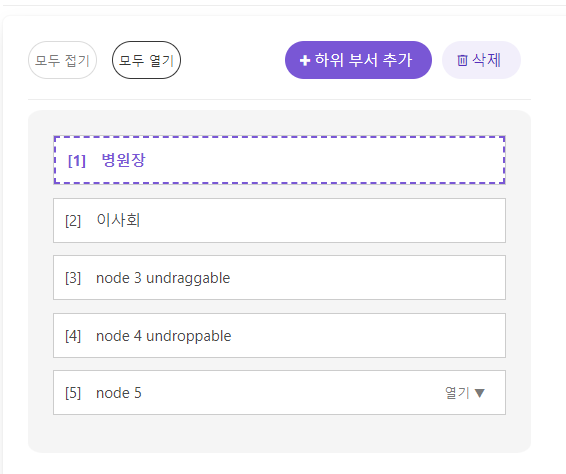 모두 접기 모두 열기 ✚ 하위 부서 추가 삭제
[1] 병원장
[2] 이사회
[3] node 3 undraggable
[4] node 4 undroppable
[5] node 5 열기 ▼